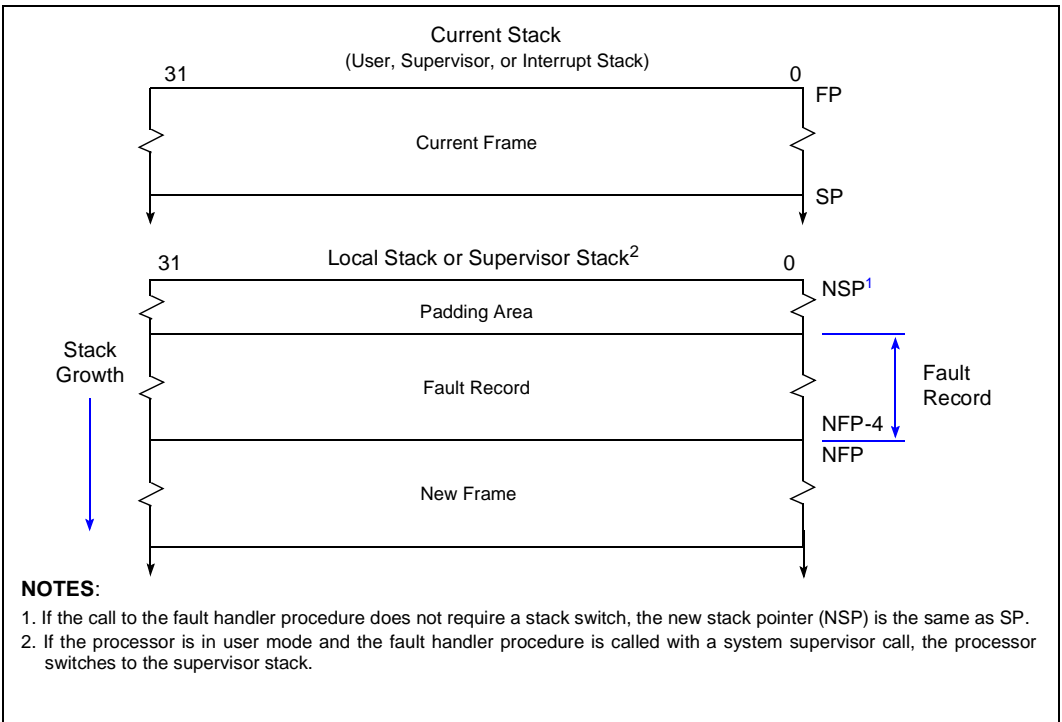 Current Stack
(User, Supervisor, or Interrupt Stack)
31
0
FP
Current Frame
SP
31
Local Stack or Supervisor Stack2
0
NSP1
Padding Area
Stack
Growth
Fault Record
Fault
Record
NFP-4
NFP
New Frame
NOTES:
1. If the call to the fault handler procedure does not require a stack switch, the new stack pointer (NSP) is the same as SP.
2. If the processor is in user mode and the fault handler procedure is called with a system supervisor call, the processor
switches to the supervisor stack.